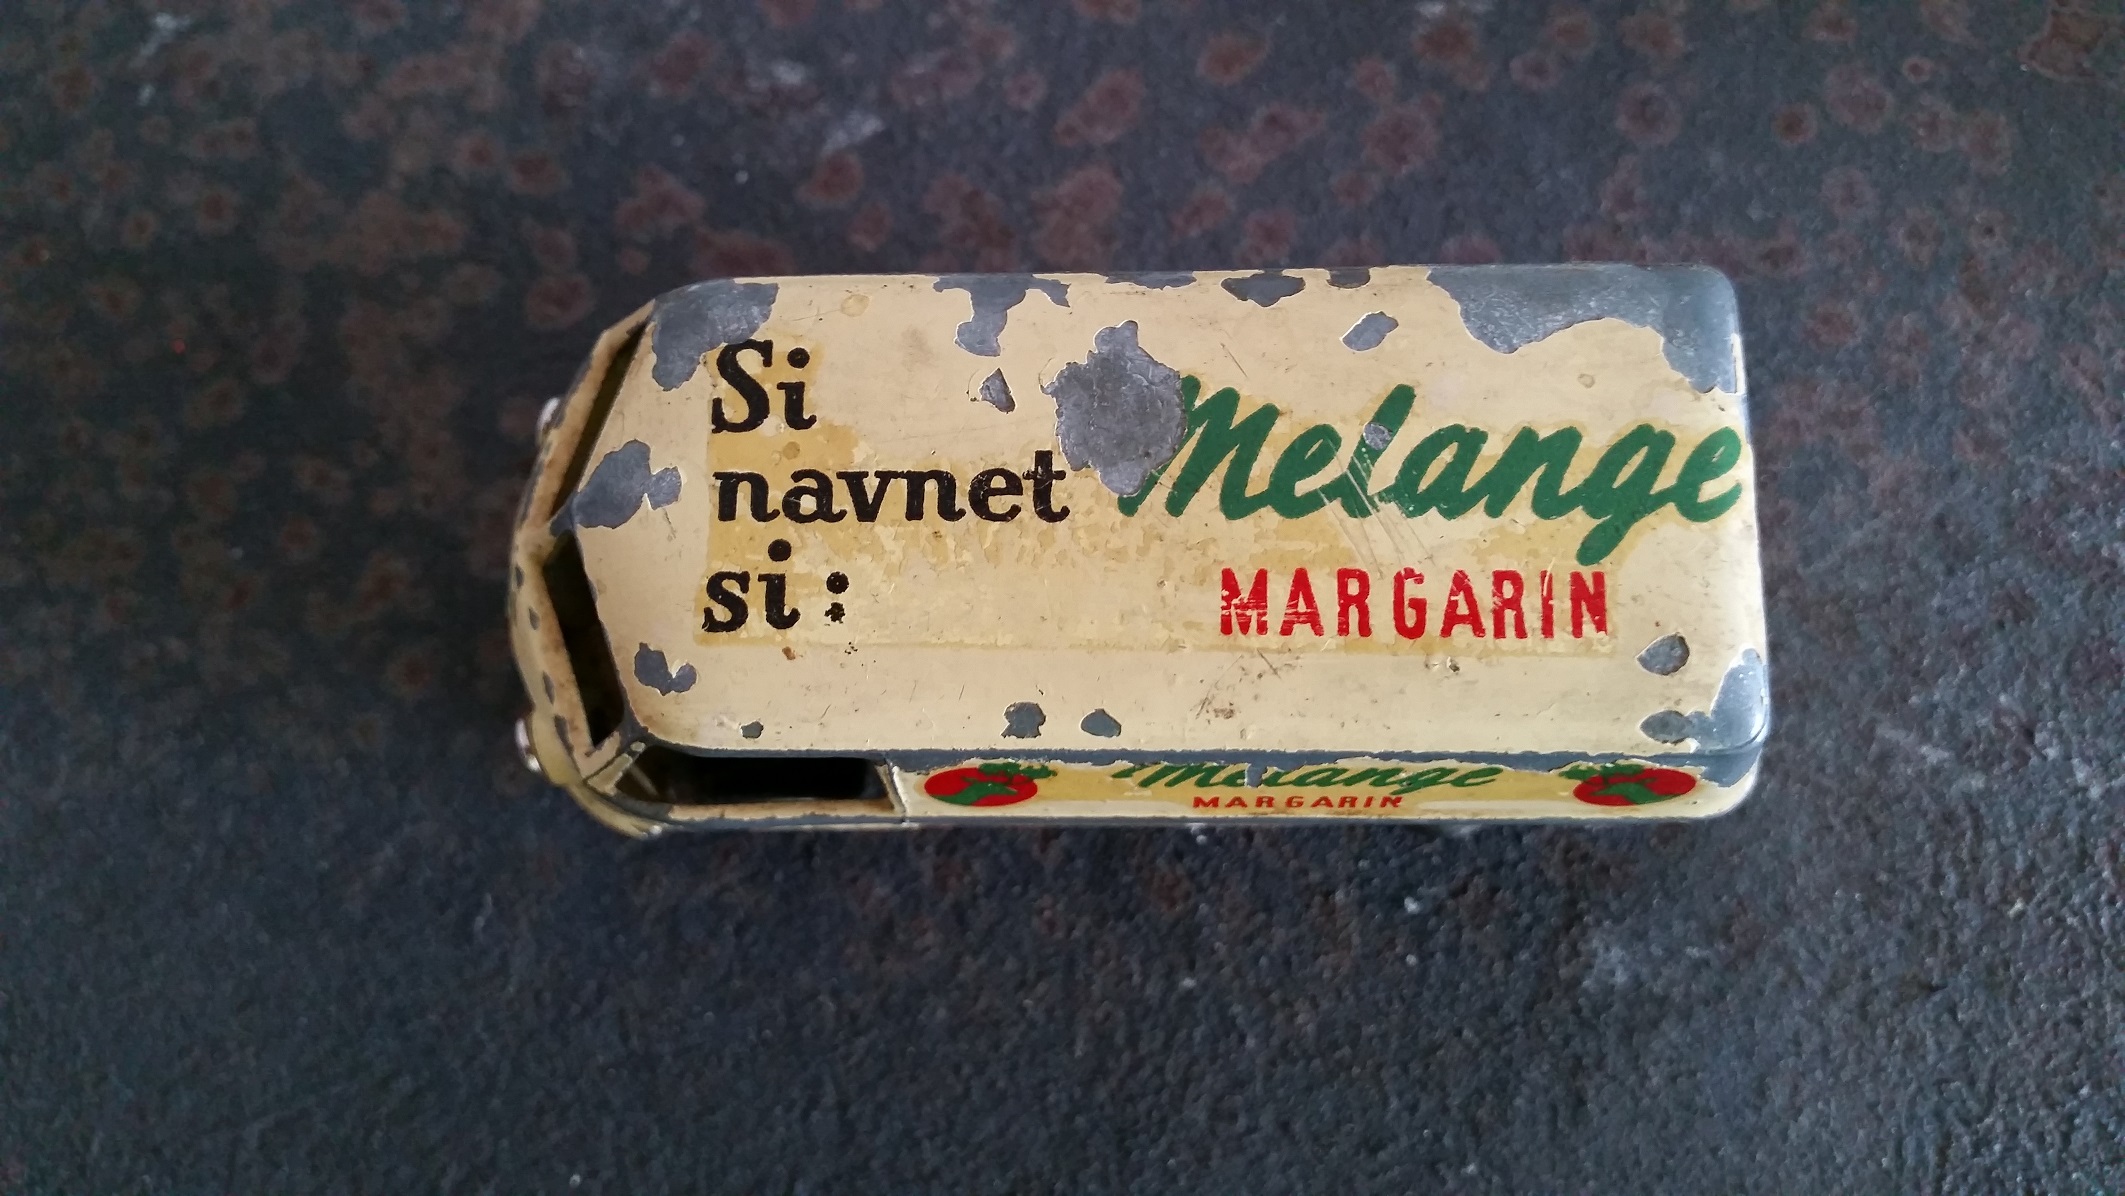 Si
navnet
si:
Melange
MARGARIN
Melange
MARGARIN